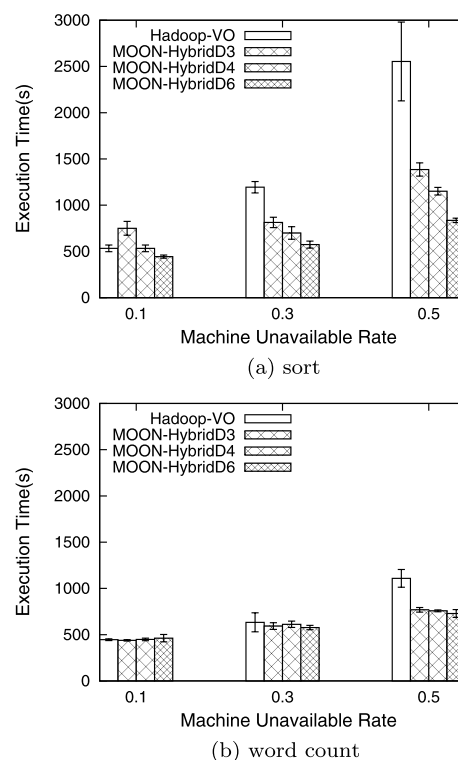 3000
2500
2000
1500
1000
500
0
Execution Time(s)
Hadoop-VO
MOON-HybridD3
MOON-HybridD4
MOON-HybridD6
0.1 0.3 0.5
Machine Unavailable Rate
(a) sort
3000
2500
2000
1500
1000
500
0
Execution Time(s)
Hadoop-VO
MOON-HybridD3
MOON-HybridD4
MOON-HybridD6
0.1 0.3 0.5
Machine Unavailable Rate
(b) word count